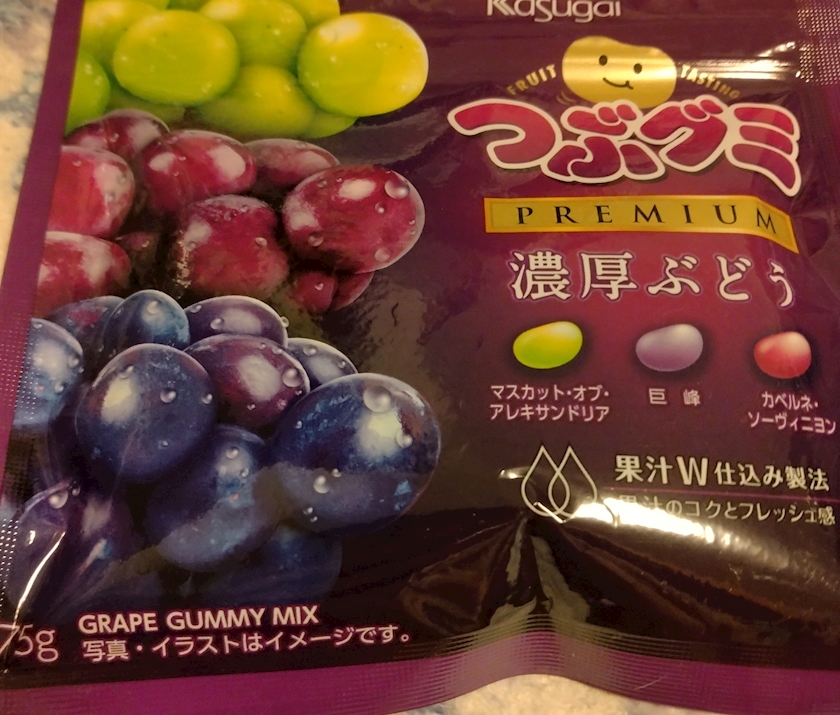 Kasugai
FRUIT TASTING
つぶグミ
PREMIUM
濃厚ぶどう
マスカット・オブ・
アレキサンドリア
巨峰
カベルネ・
ソーヴィニヨン
果汁W仕込み製法
果汁のコクとフレッシュ感
75g
GRAPE GUMMY MIX
写真・イラストはイメージです。